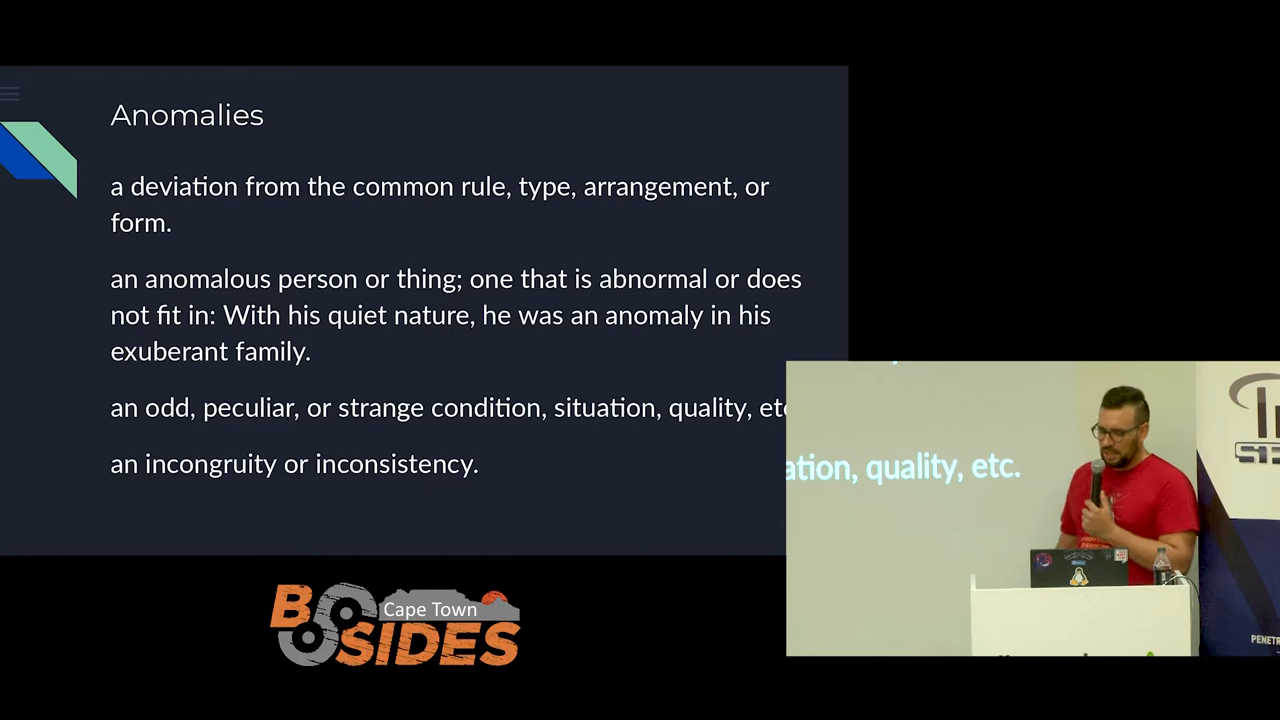 Anomalies
a deviation from the common rule, type, arrangement, or
form.
an anomalous person or thing; one that is abnormal or does
not fit in: With his quiet nature, he was an anomaly in his
exuberant family.
an odd, peculiar, or strange condition, situation, quality, etc
an incongruity or inconsistency.
ation, quality, etc.
PENETR
B SIDES
Cape Town